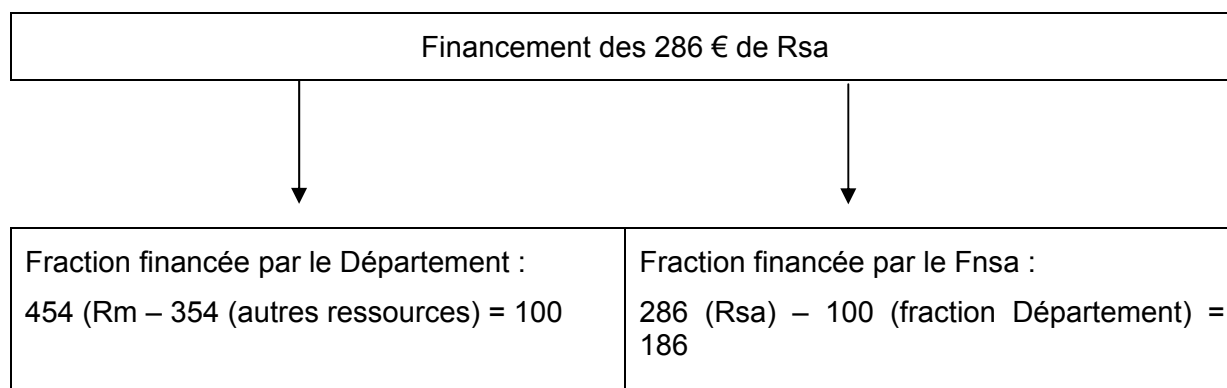 Financement des 286 € de Rsa
Fraction financée par le Département :
454 (Rm – 354 (autres ressources) = 100
Fraction financée par le Fnsa :
286 (Rsa) – 100 (fraction Département) =
186